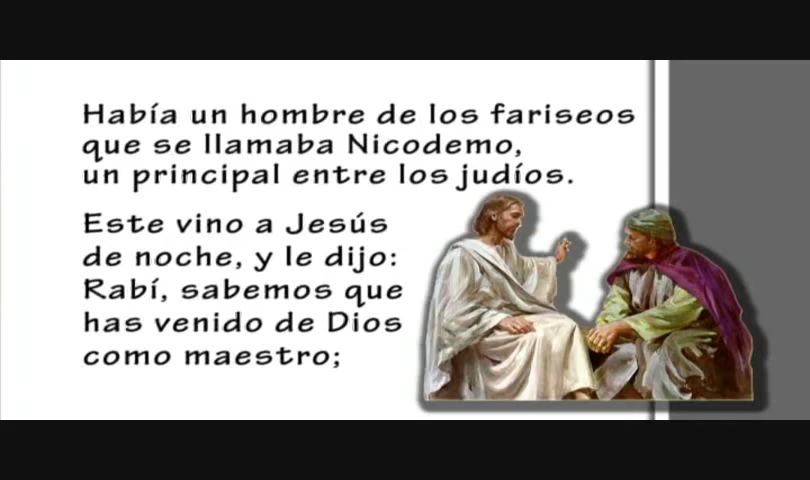 Había un hombre de los fariseos
que se llamaba Nicodemo,
un principal entre los judíos.
Este vino a Jesús
de noche, y le dijo:
Rabí, sabemos que
has venido de Dios
como maestro;